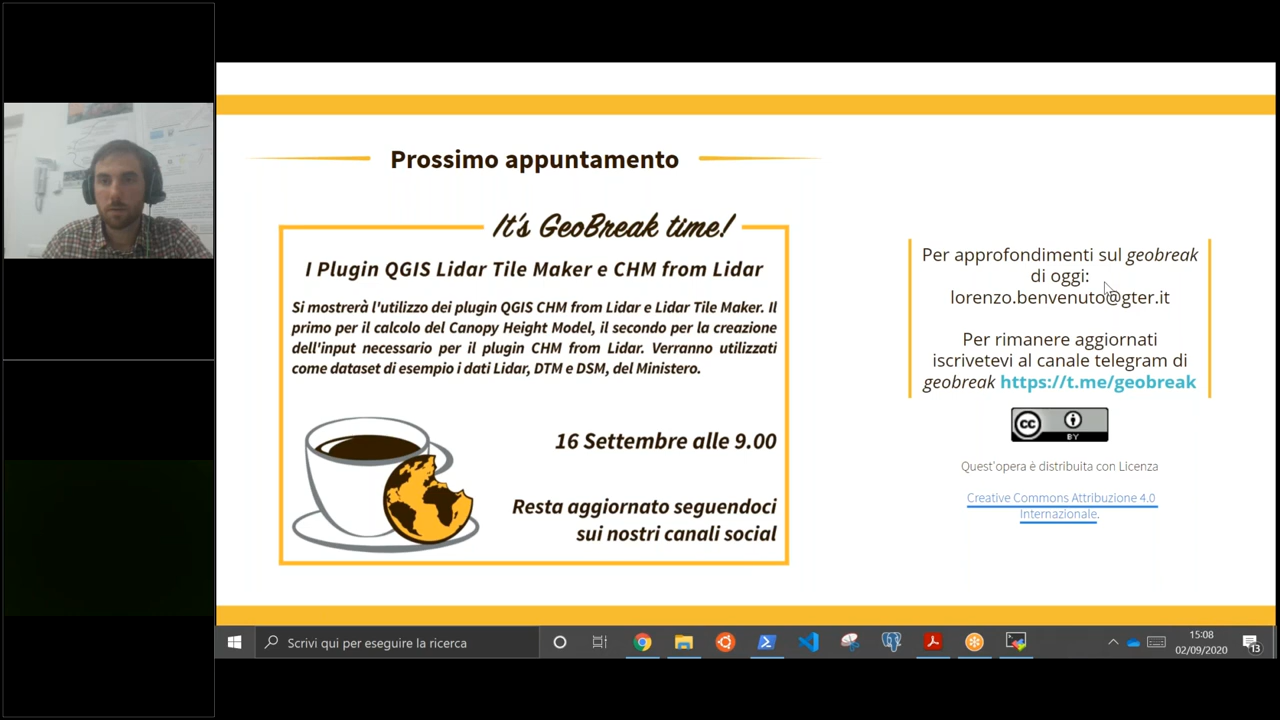 Prossimo appuntamento
It's GeoBreak time!
I Plugin QGIS Lidar Tile Maker e CHM from Lidar
Si mostrerà l'utilizzo dei plugin QGIS CHM from Lidar e Lidar Tile Maker. Il
primo per il calcolo del Canopy Height Model, il secondo per la creazione
dell'input necessario per il plugin CHM from Lidar. Verranno utilizzati
come dataset di esempio i dati Lidar, DTM e DSM, del Ministero.
16 Settembre alle 9.00
Resta aggiornato seguendoci
sui nostri canali social
Per approfondimenti sul geobreak
di oggi:
lorenzo.benvenuto@gter.it
Per rimanere aggiornati
iscrivetevi al canale telegram di
geobreak https://t.me/geobreak
cc
BY
Quest'opera è distribuita con Licenza
Creative Commons Attribuzione 4.0
Internazionale.
Scrivi qui per eseguire la ricerca
15:08
02/09/2020
13